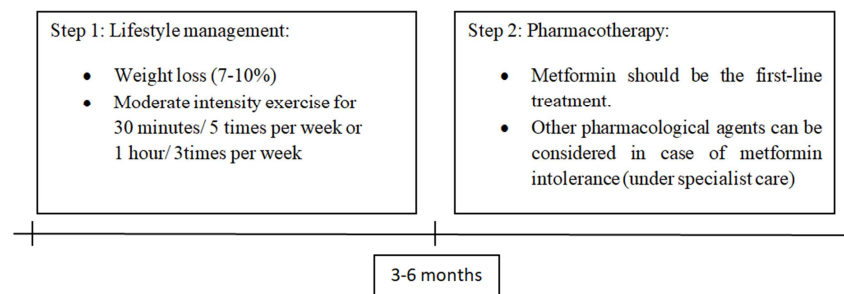 Step 1: Lifestyle management:
• Weight loss (7-10%)
• Moderate intensity exercise for
30 minutes/ 5 times per week or
1 hour/ 3times per week
Step 2: Pharmacotherapy:
• Metformin should be the first-line
treatment.
• Other pharmacological agents can be
considered in case of metformin
intolerance (under specialist care)
3-6 months